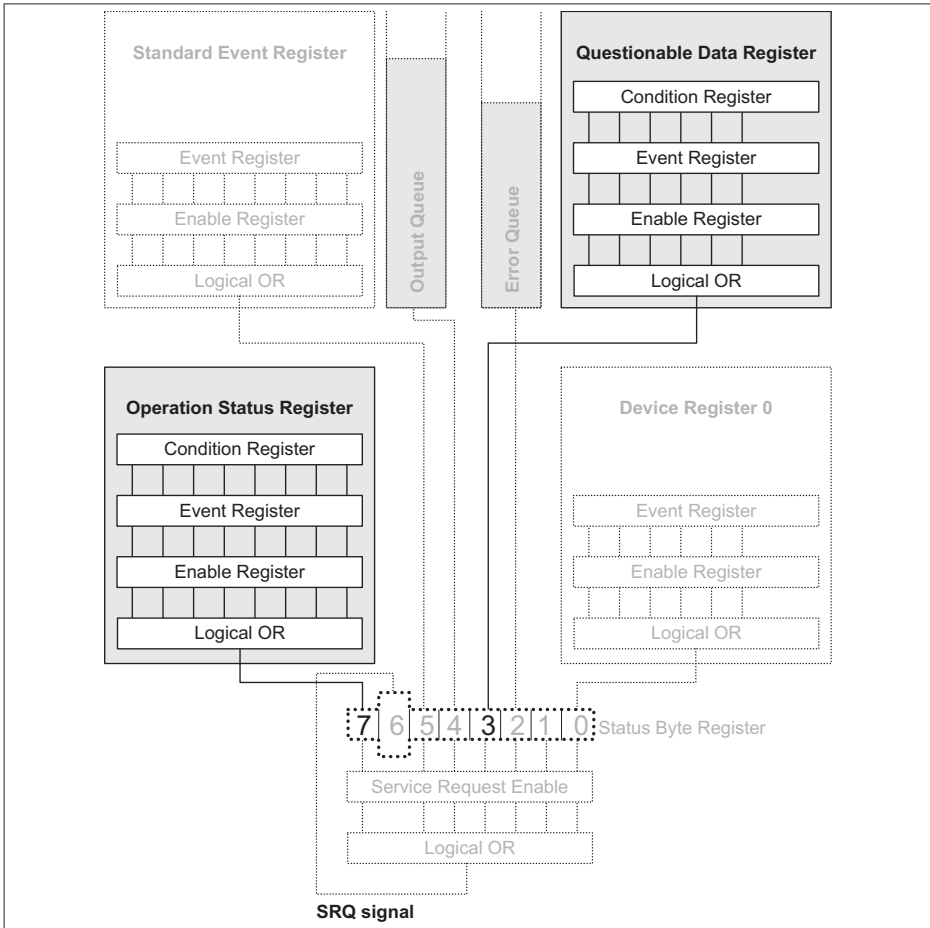 Standard Event Register
Event Register
Enable Register
Logical OR
Output Queue
Error Queue
Questionable Data Register
Condition Register
Event Register
Enable Register
Logical OR
Operation Status Register
Condition Register
Event Register
Enable Register
Logical OR
Device Register 0
Event Register
Enable Register
Logical OR
7 6 5 4 3 2 1 0 Status Byte Register
Service Request Enable
Logical OR
SRQ signal